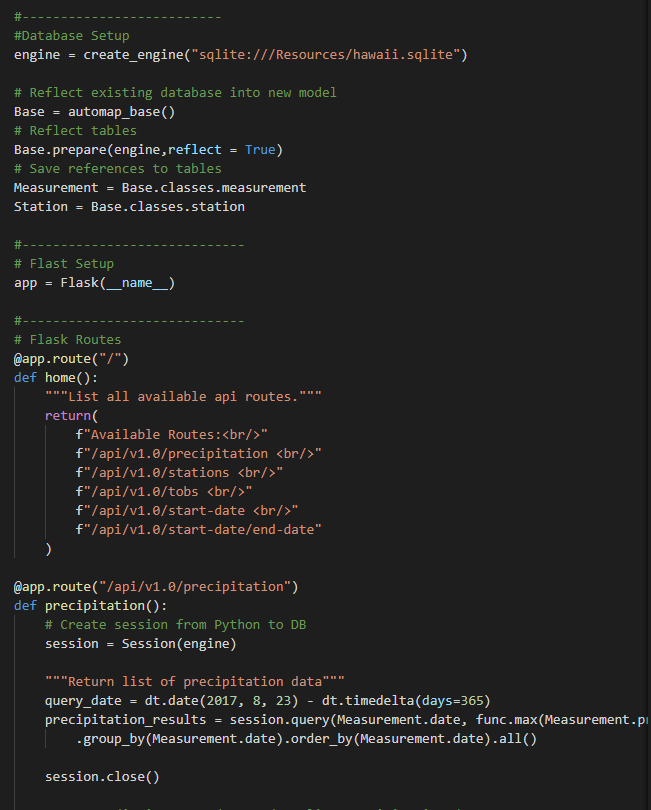 #--------------------------
#Database Setup
engine = create_engine("sqlite:///Resources/hawaii.sqlite")
# Reflect existing database into new model
Base = automap_base()
# Reflect tables
Base.prepare(engine,reflect = True)
# Save references to tables
Measurement = Base.classes.measurement
Station = Base.classes.station
#-----------------------------
# Flast Setup
app = Flask(__name__)
#-----------------------------
# Flask Routes
@app.route("/")
def home():
"""List all available api routes."""
return(
f"Available Routes:<br/>"
f"/api/v1.0/precipitation <br/>"
f"/api/v1.0/stations <br/>"
f"/api/v1.0/tobs <br/>"
f"/api/v1.0/start-date <br/>"
f"/api/v1.0/start-date/end-date"
)
@app.route("/api/v1.0/precipitation")
def precipitation():
# Create session from Python to DB
session = Session(engine)
"""Return list of precipitation data"""
query_date = dt.date(2017, 8, 23) - dt.timedelta(days=365)
precipitation_results = session.query(Measurement.date, func.max(Measurement.p
.group_by(Measurement.date).order_by(Measurement.date).all()
session.close()